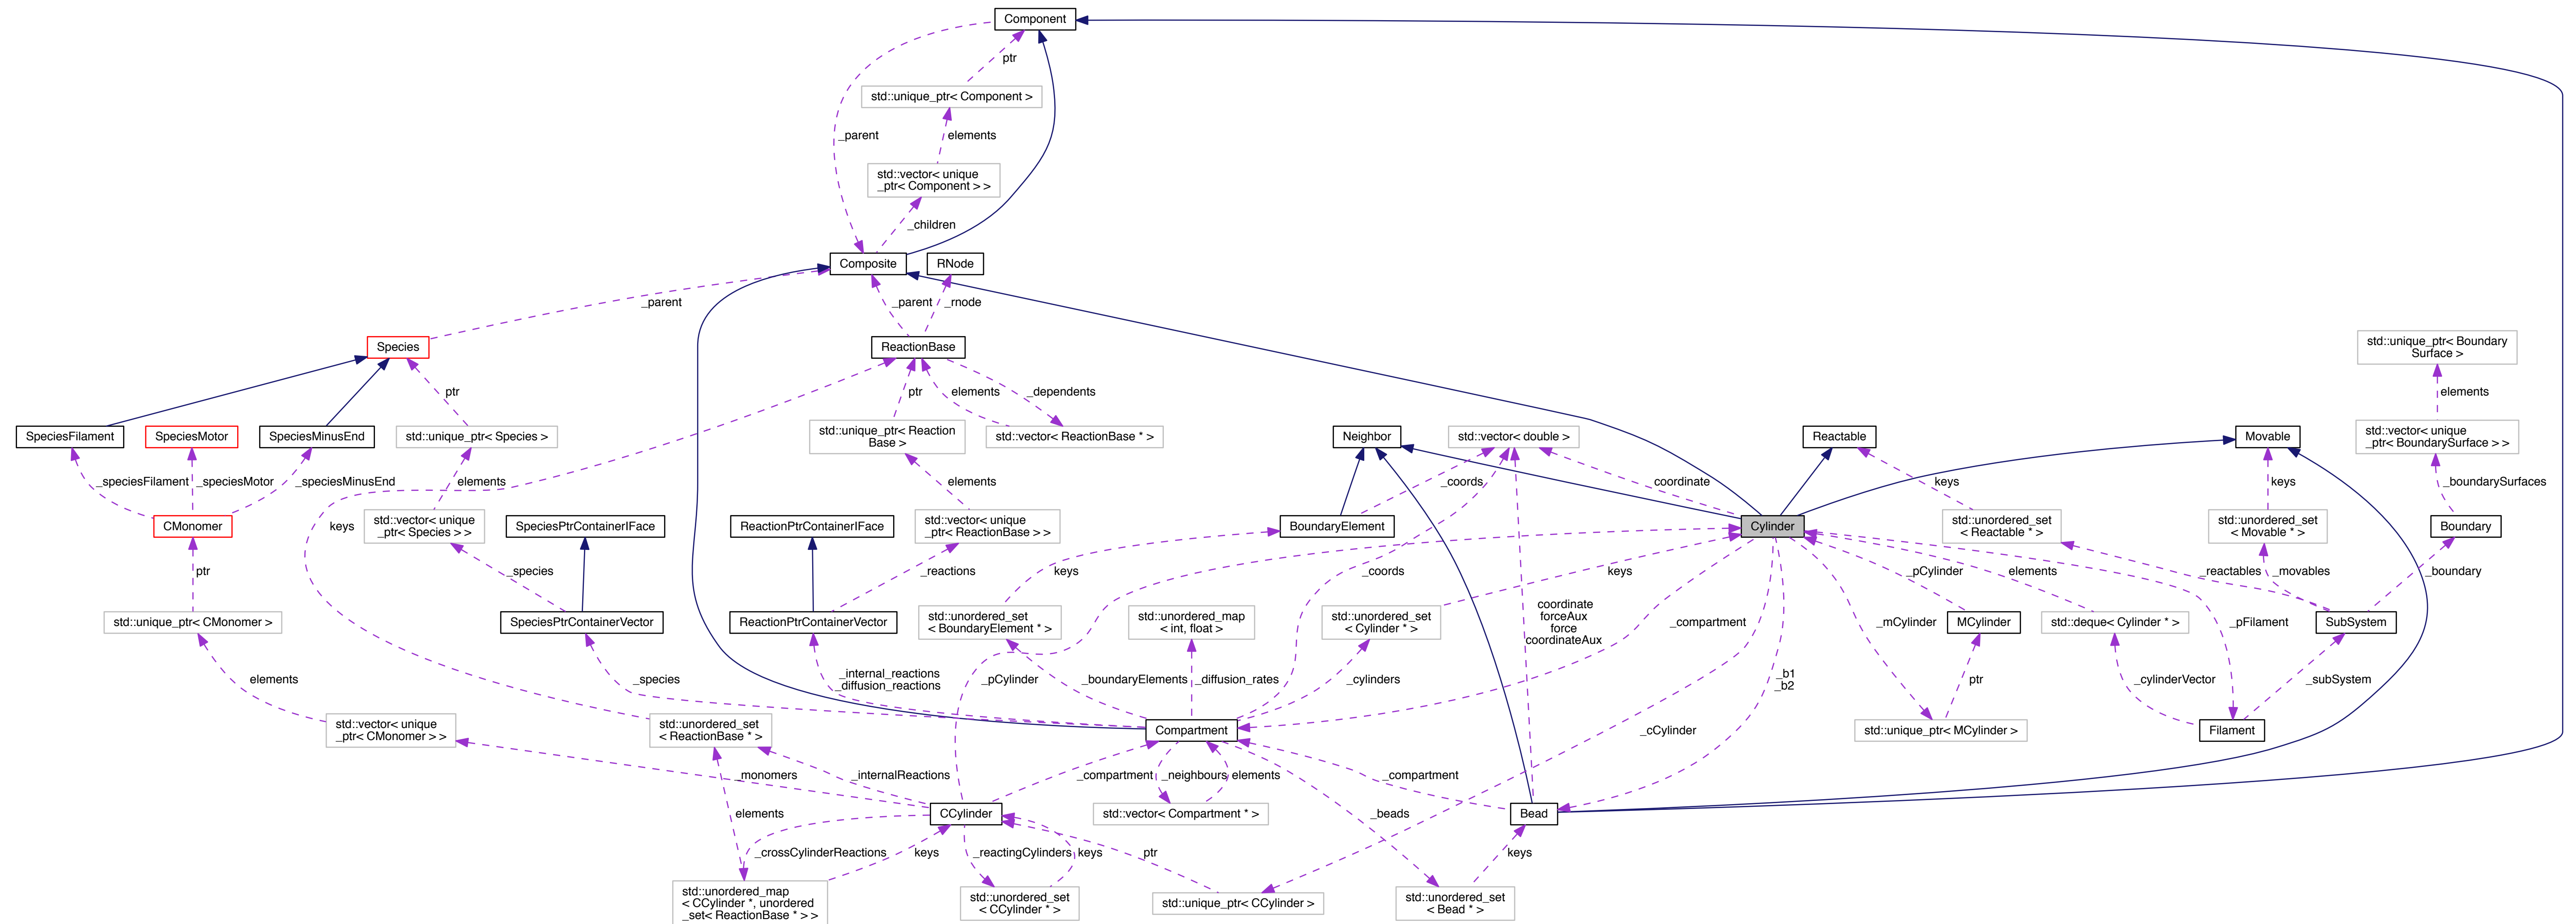 Component
ptr
std::unique_ptr< Component >
_parent
elements
std::vector< unique
_ptr< Component > >
_children
Composite
RNode
_parent
_parent
_rnode
Species
ReactionBase
std::unique_ptr< Boundary
Surface >
ptr
ptr
elements
_dependents
elements
SpeciesFilament
SpeciesMotor
SpeciesMinusEnd
std::unique_ptr< Species >
std::unique_ptr< Reaction
Base >
std::vector< ReactionBase * >
Neighbor
std::vector< double >
Reactable
Movable
std::vector< unique
_ptr< BoundarySurface > >
_speciesFilament
_speciesMotor
_speciesMinusEnd
elements
elements
_coords
coordinate
keys
keys
_boundarySurfaces
keys
CMonomer
std::vector< unique
_ptr< Species > >
SpeciesPtrContainerIFace
ReactionPtrContainerIFace
std::vector< unique
_ptr< ReactionBase > >
BoundaryElement
Cylinder
std::unordered_set
< Reactable * >
std::unordered_set
< Movable * >
Boundary
ptr
_species
_reactions
keys
_coords
keys
_pCylinder
elements
_reactables
_movables
_boundary
std::unique_ptr< CMonomer >
SpeciesPtrContainerVector
ReactionPtrContainerVector
std::unordered_set
< BoundaryElement * >
std::unordered_map
< int, float >
std::unordered_set
< Cylinder * >
coordinate
forceAux
force
coordinateAux
_compartment
_mCylinder
MCylinder
std::deque< Cylinder * >
_pFilament
SubSystem
elements
_species
_internal_reactions
_diffusion_reactions
_pCylinder
_boundaryElements
_diffusion_rates
_cylinders
_b1
_b2
ptr
_cylinderVector
_subSystem
std::vector< unique
_ptr< CMonomer > >
std::unordered_set
< ReactionBase * >
Compartment
_cCylinder
std::unique_ptr< MCylinder >
Filament
_monomers
_internalReactions
_compartment
_neighbours
elements
_compartment
elements
CCylinder
std::vector< Compartment * >
_beads
Bead
_crossCylinderReactions
keys
_reactingCylinders
keys
ptr
keys
std::unordered_map
< CCylinder *, unordered
_set< ReactionBase * > >
std::unordered_set
< CCylinder * >
std::unique_ptr< CCylinder >
std::unordered_set
< Bead * >